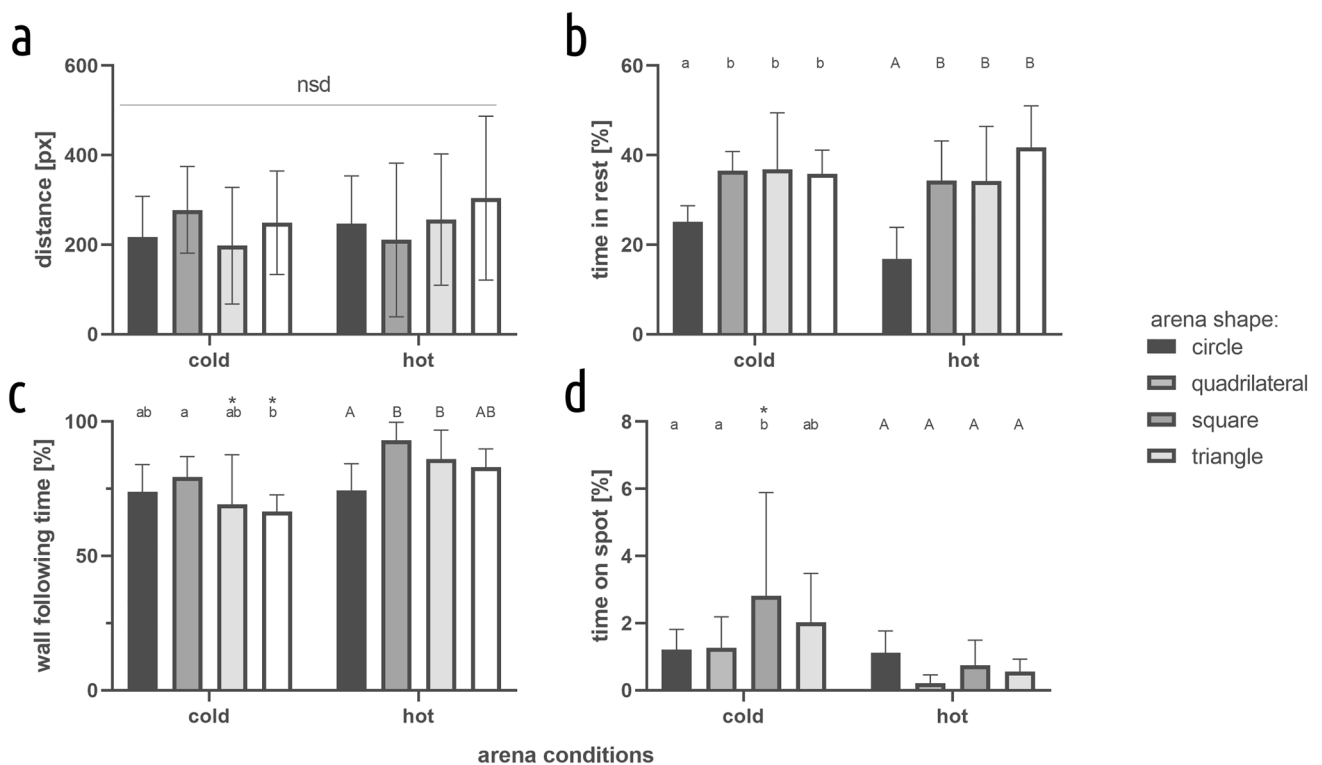 a
600
400
200
0
distance [px]
nsd
cold
hot
b
60
40
20
0
time in rest [%]
a b b b A B B B
cold
hot
c
100
50
0
wall following time [%]
* *
ab a ab b A B B AB
cold
hot
d
8
6
4
2
0
time on spot [%]
*
a a b ab A A A A
cold
hot
arena conditions
arena shape:
circle
quadrilateral
square
triangle